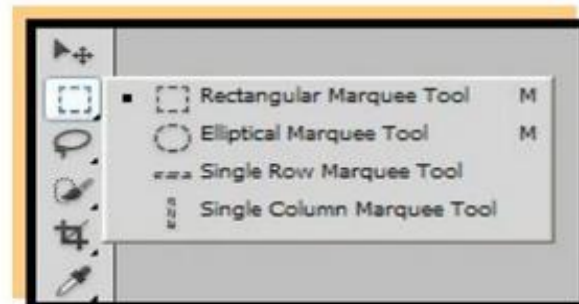 Rectangular Marquee Tool M
Elliptical Marquee Tool M
Single Row Marquee Tool
Single Column Marquee Tool